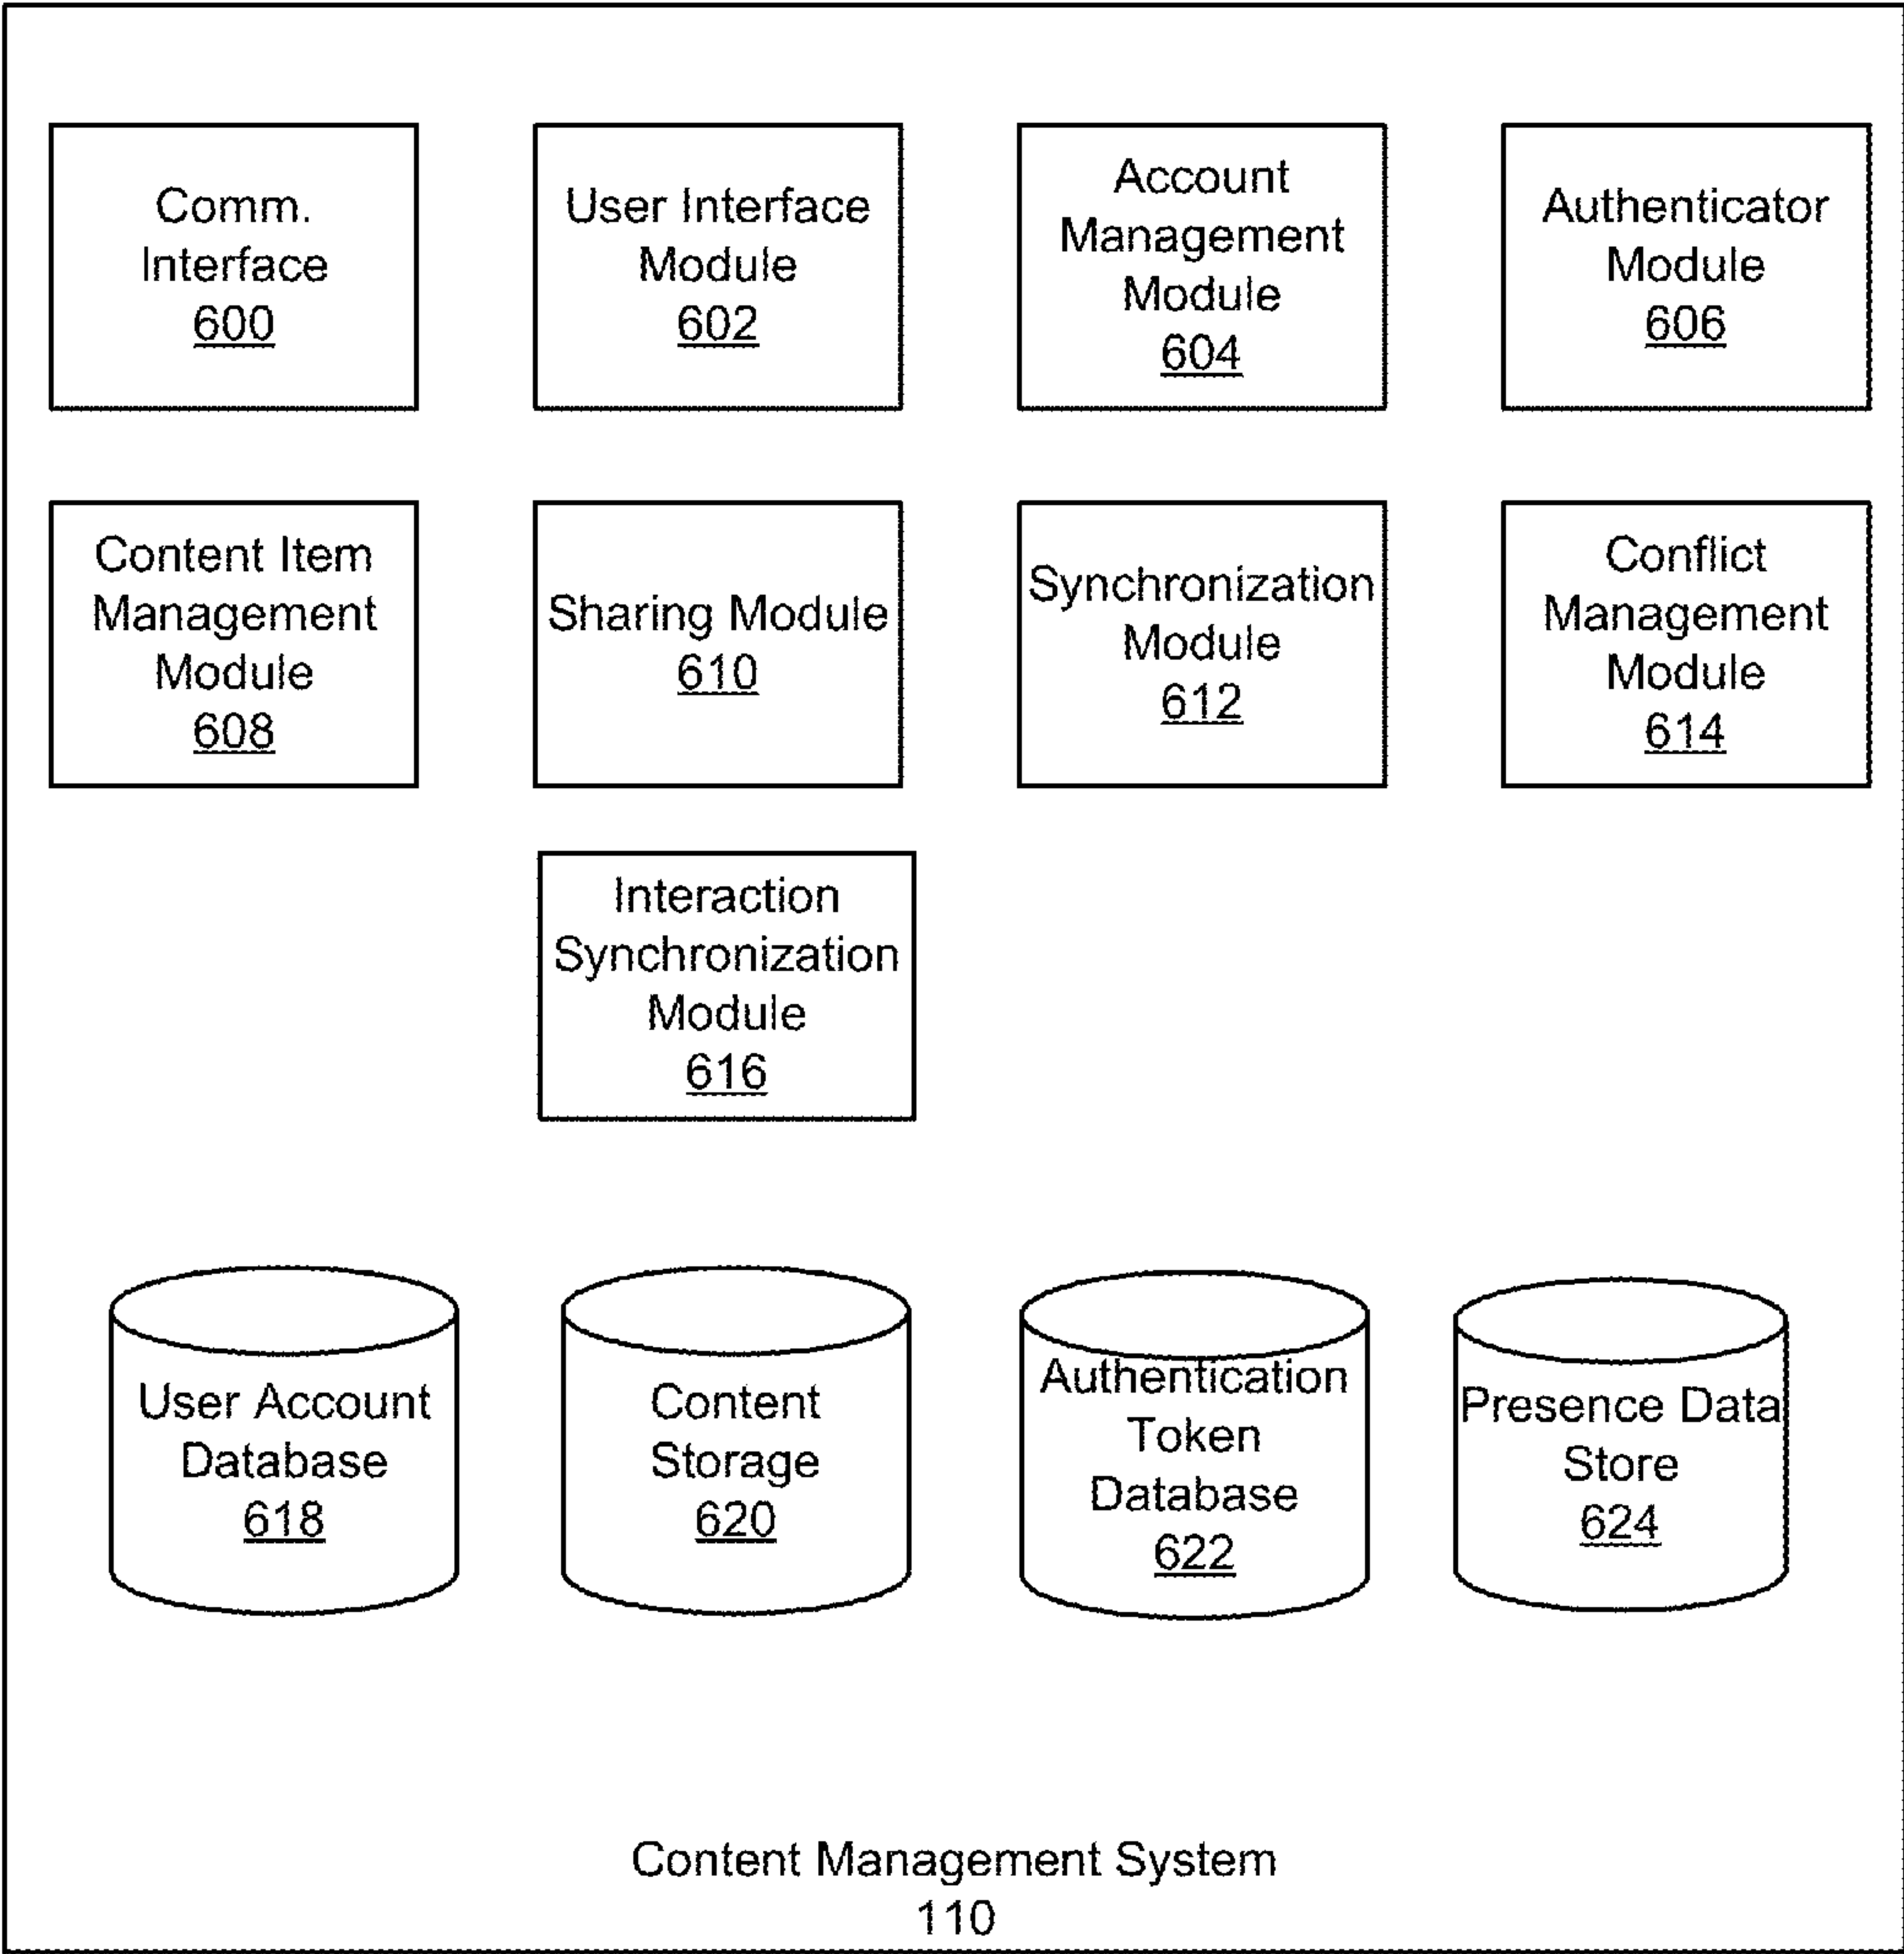 Comm.
Interface
600
User Interface
Module
602
Account
Management
Module
604
Authenticator
Module
606
Content Item
Management
Module
608
Sharing Module
610
Synchronization
Module
612
Conflict
Management
Module
614
Interaction
Synchronization
Module
616
User Account
Database
618
Content
Storage
620
Authentication
Token
Database
622
Presence Data
Store
624
Content Management System
110